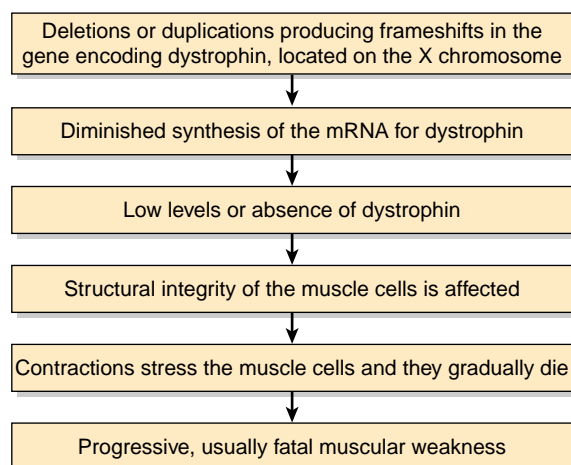 Deletions or duplications producing frameshifts in the
gene encoding dystrophin, located on the X chromosome
Diminished synthesis of the mRNA for dystrophin
Low levels or absence of dystrophin
Structural integrity of the muscle cells is affected
Contractions stress the muscle cells and they gradually die
Progressive, usually fatal muscular weakness